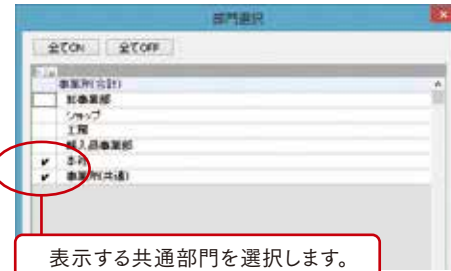 部門選択
全てON 全てOFF
事業所(合計)
卸事業部
ショップ
工場
輸入品事業部
本社
事業所(共通)
表示する共通部門を選択します。